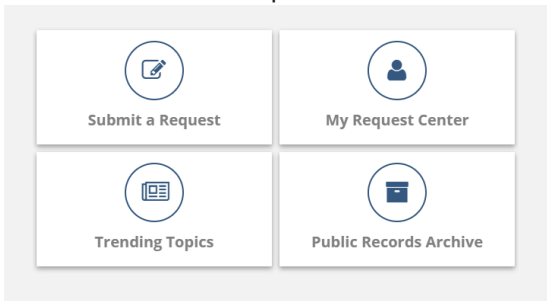 Submit a Request
My Request Center
Trending Topics
Public Records Archive